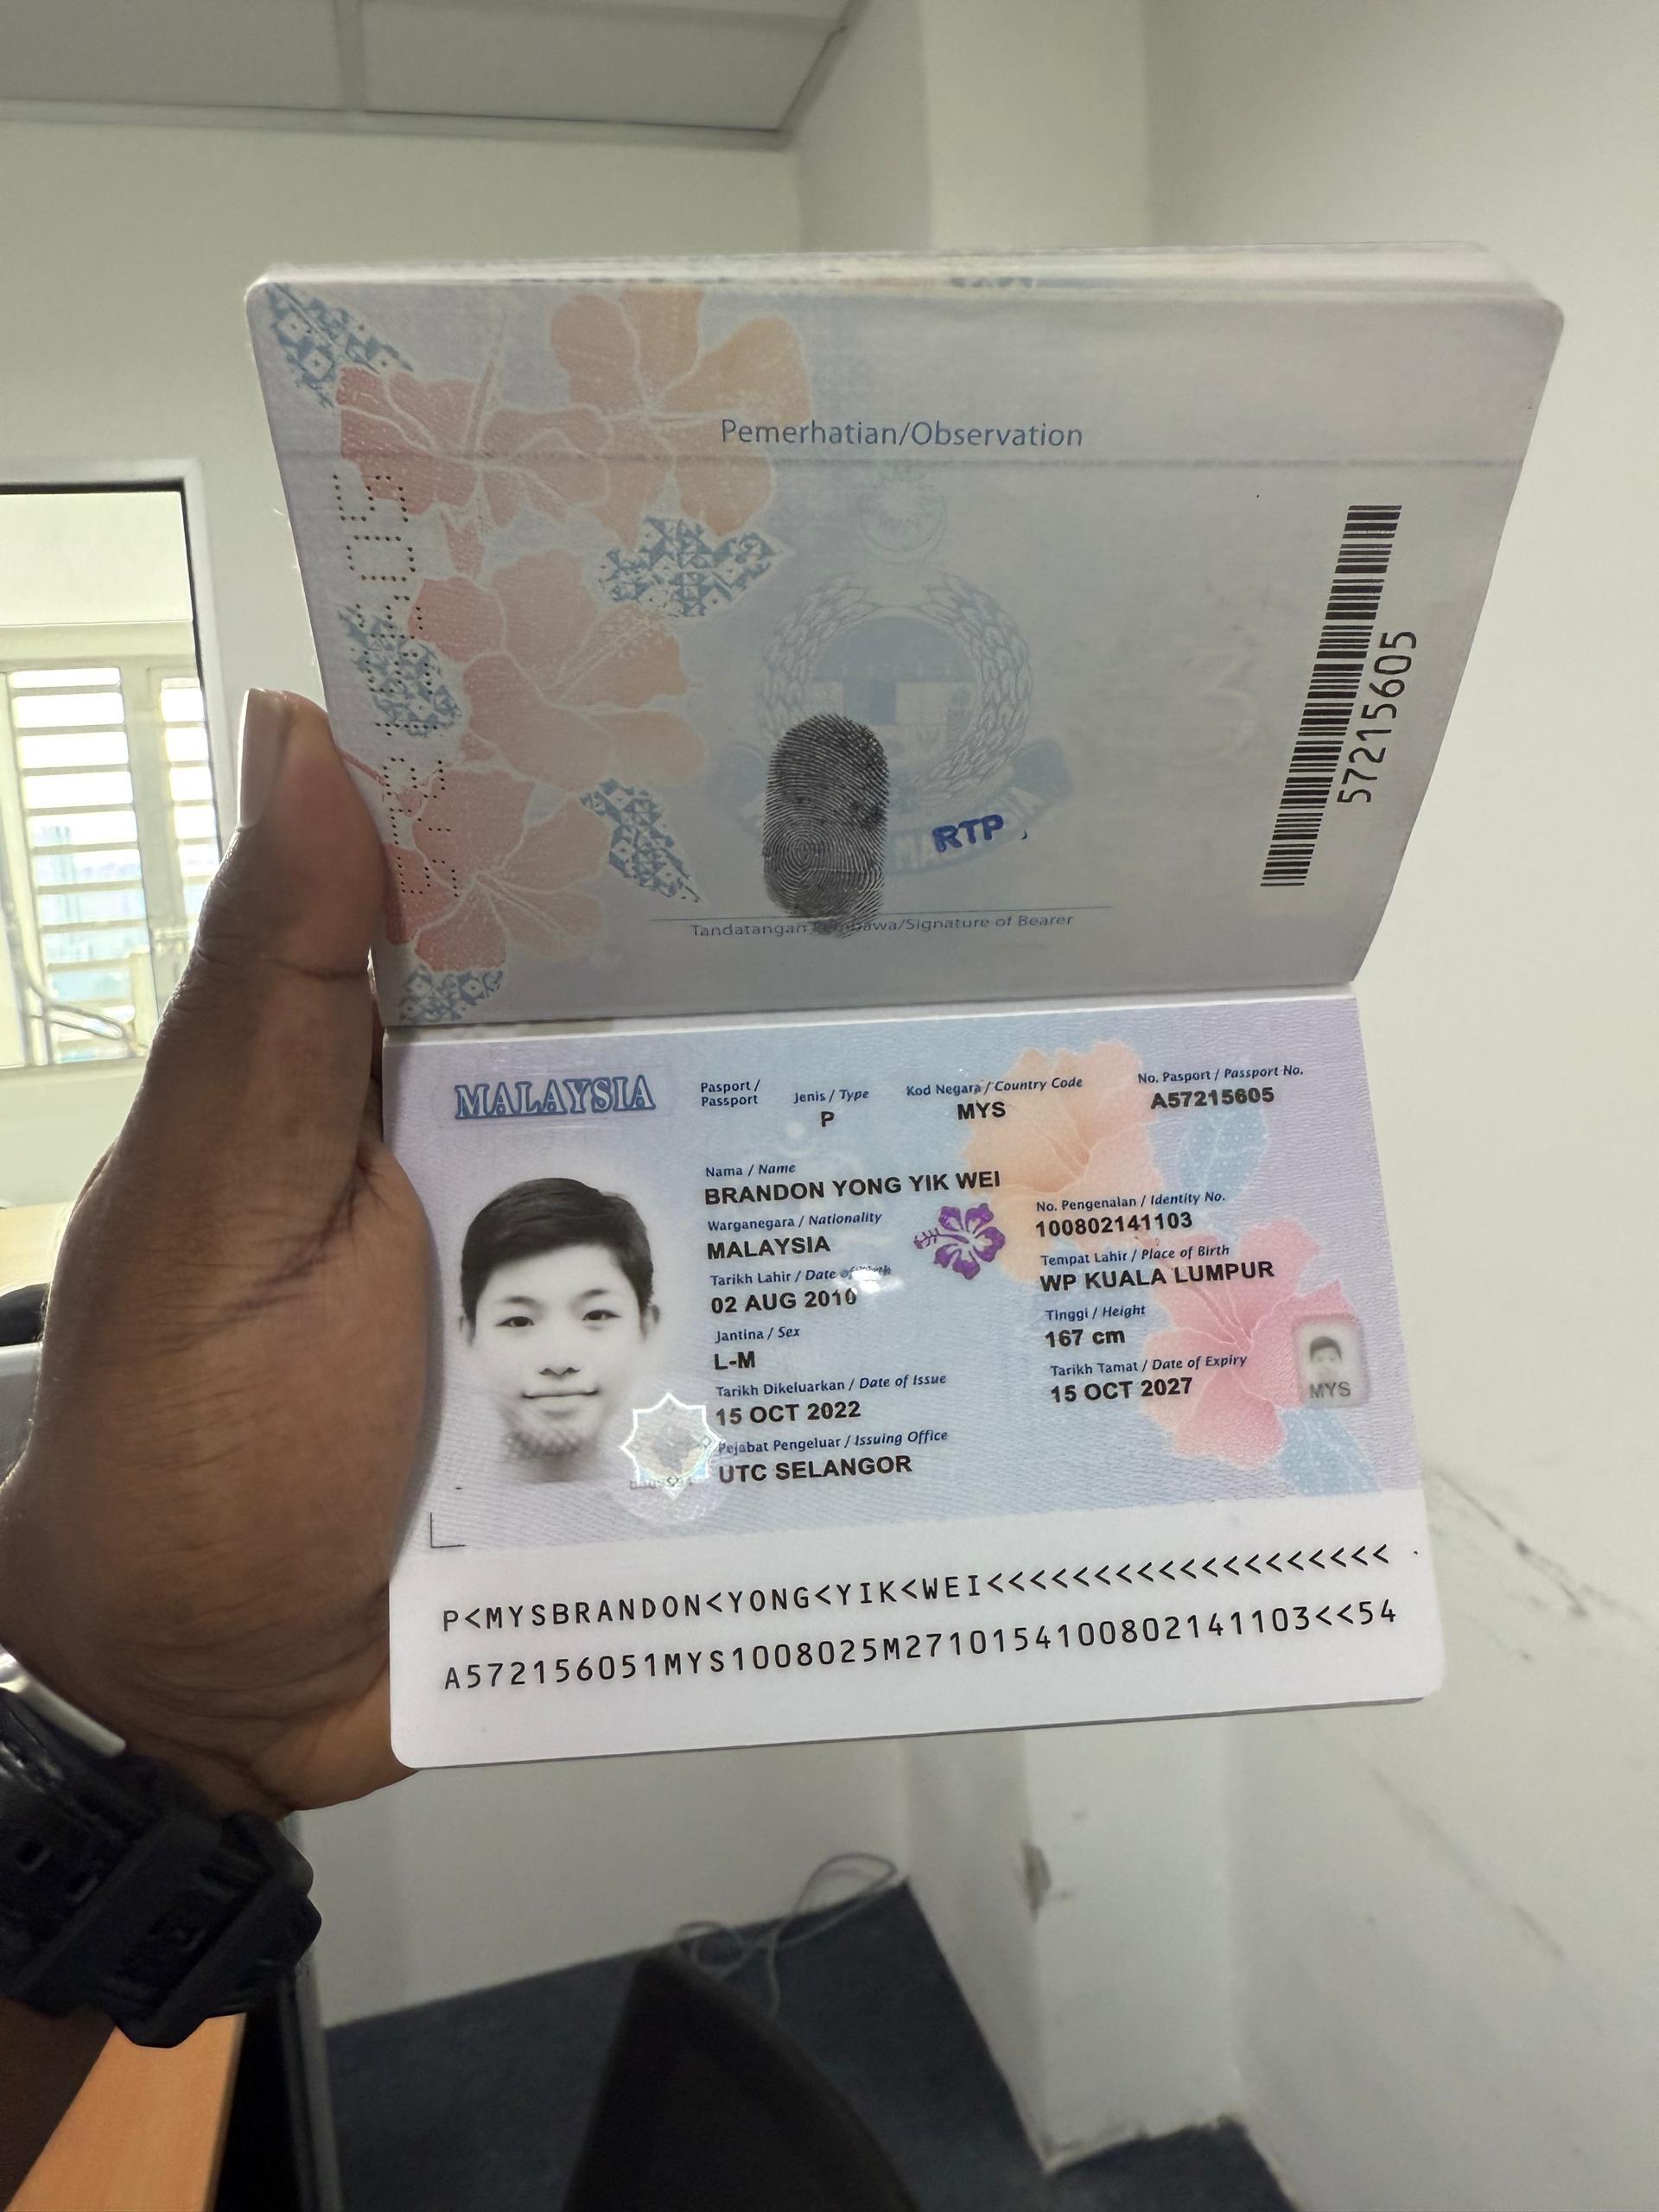 Pemerhatian/Observation
57215605
RTP
Tandatangan /Signature of Bearer
MALAYSIA
Pasport /
Passport
Jenis / Type
P
Kod Negara / Country Code
MYS
No. Pasport / Passport No.
A57215605
Nama / Name
BRANDON YONG YIK WEI
No. Pengenalan / Identity No.
100802141103
Warganegara / Nationality
MALAYSIA
Tempat Lahir / Place of Birth
WP KUALA LUMPUR
Tarikh Lahir / Date
02 AUG 2010
Tinggi / Height
167 cm
Jantina / Sex
L-M
Tarikh Tamat / Date of Expiry
15 OCT 2027
Tarikh Dikeluarkan / Date of Issue
15 OCT 2022
MYS
Pejabat Pengeluar / Issuing Office
UTC SELANGOR
P<MYSBRANDON<YONG<YIK<WEI<<<<<<<<<<<<<<<<<<<
A572156051MYS1008025M2710154100802141103<<54